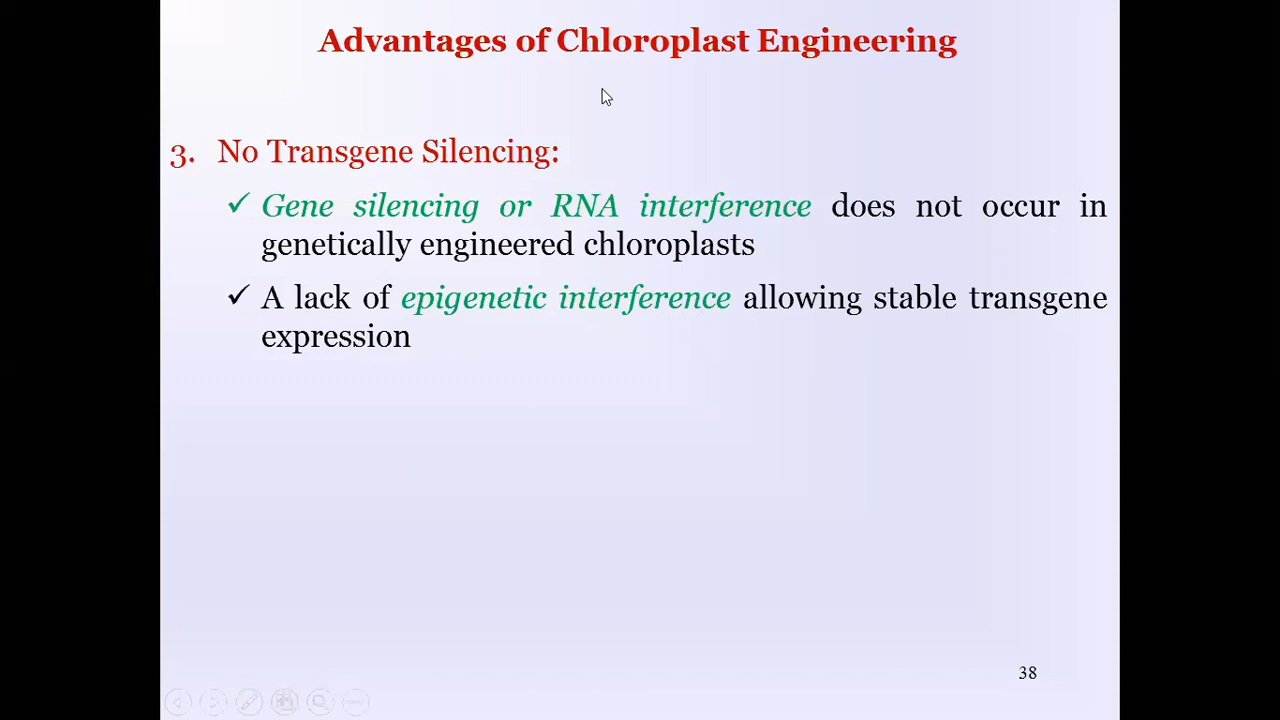 Advantages of Chloroplast Engineering
3. No Transgene Silencing:
✓ Gene silencing or RNA interference does not occur in
genetically engineered chloroplasts
✓ A lack of epigenetic interference allowing stable transgene
expression
38